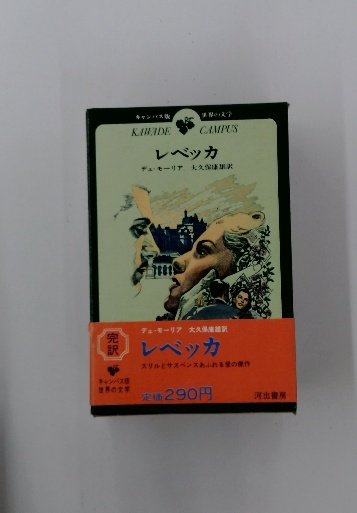 キャンパス版 世界の文学
KAWADE CAMPUS
レベッカ
デュ・モーリア 大久保康雄訳
完訳
デュ・モーリア 大久保康雄訳
レベッカ
スリルとサスペンスあふれる愛の傑作
キャンパス版
世界の文学
定価290円
河出書房